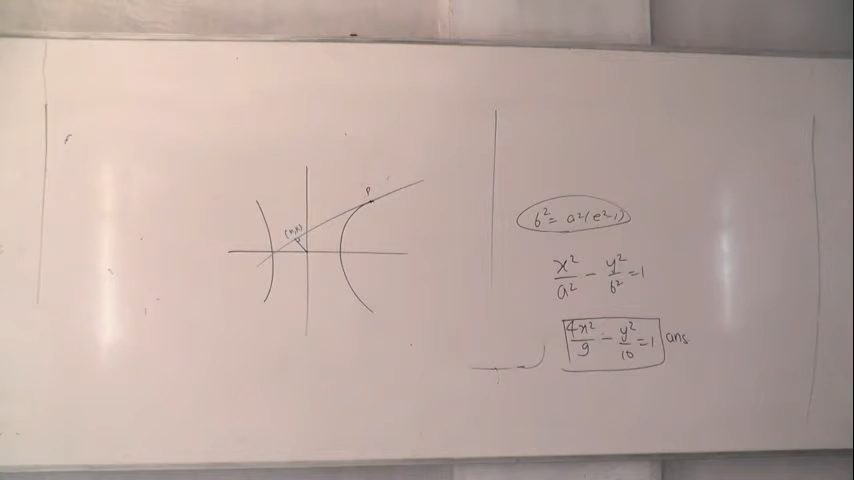 P
(h,k)
b² = a²(e²-1)
x²/a² - y²/b² = 1
4x²/9 - y²/10 = 1 ans